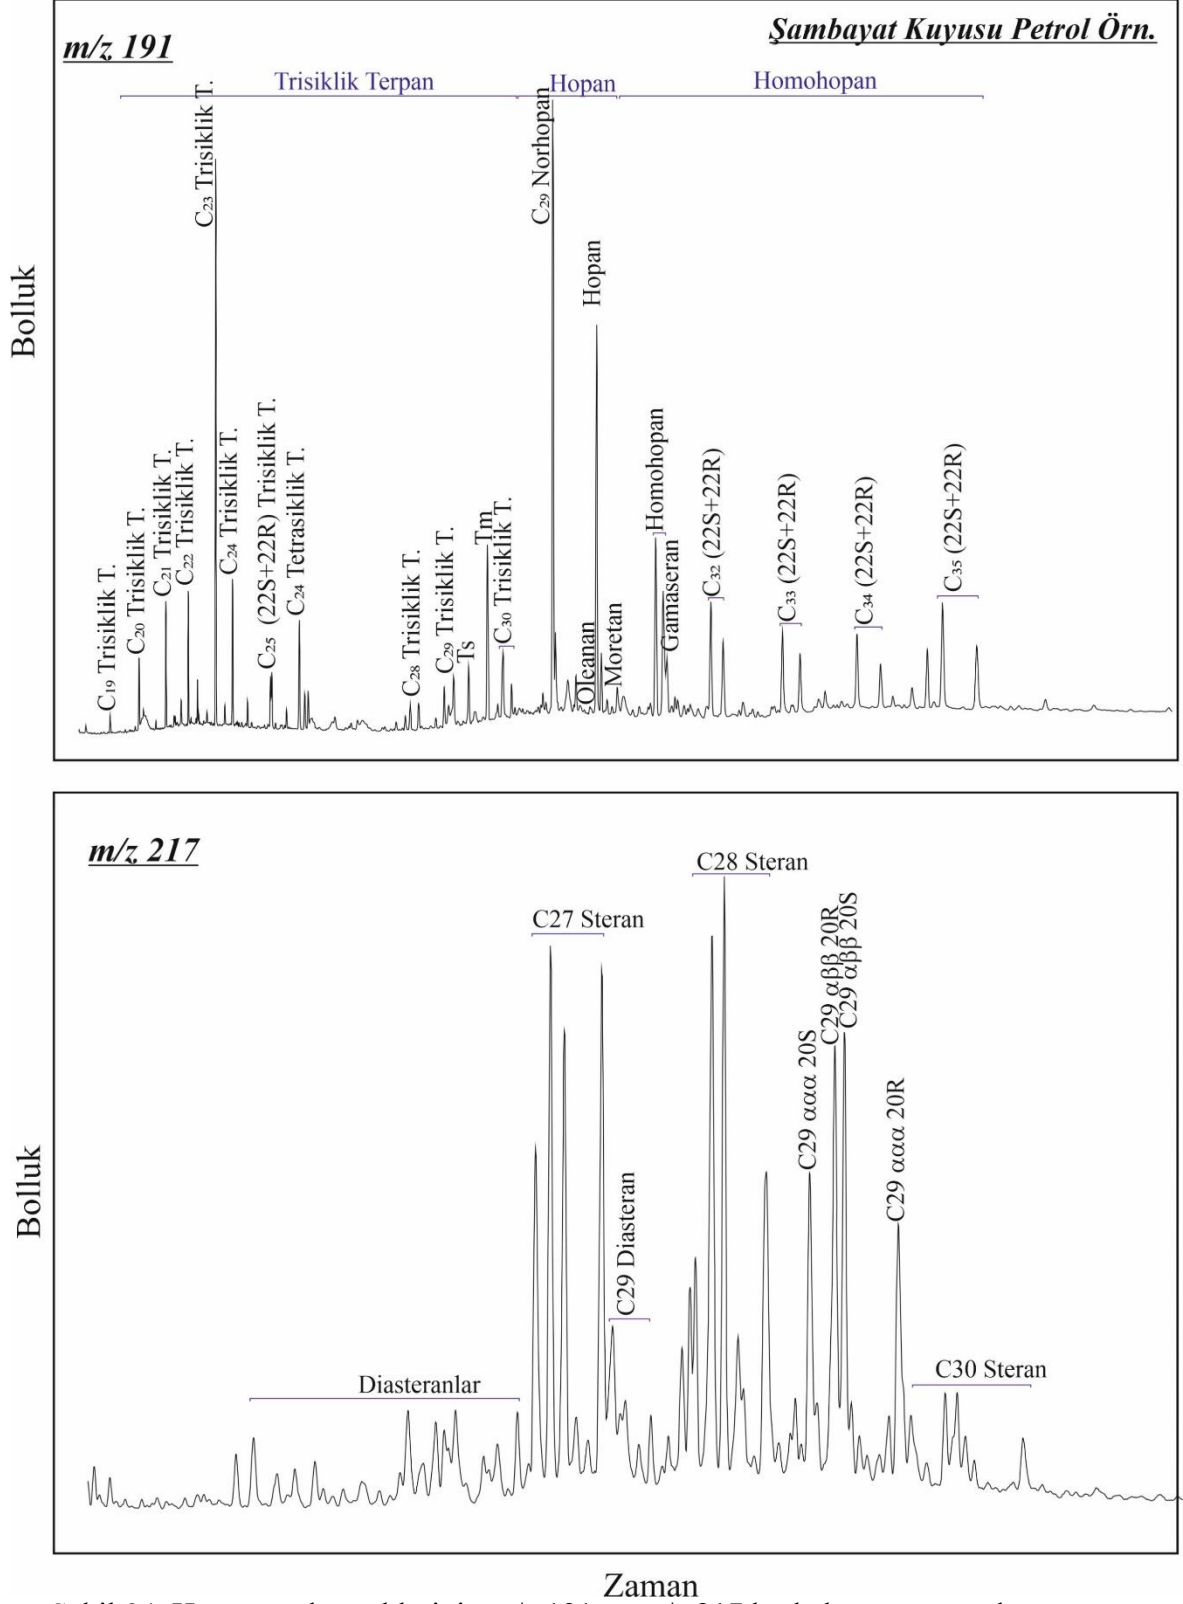 Şambayat Kuyusu Petrol Örn.
m/z 191
Trisiklik Terpan
Hopan
Homohopan
Bolluk
C₁₉ Trisiklik T.
C₂₀ Trisiklik T.
C₂₁ Trisiklik T.
C₂₂ Trisiklik T.
C₂₃ Trisiklik T.
C₂₄ Trisiklik T.
C₂₅ (22S+22R) Trisiklik T.
C₂₄ Tetrasiklik T.
C₂₈ Trisiklik T.
C₂₉ Trisiklik T.
Ts
Tm
C₃₀ Trisiklik T.
C₂₉ Norhopan
Oleanan
Hopan
Moretan
Homohopan
Gamaseran
C₃₂ (22S+22R)
C₃₃ (22S+22R)
C₃₄ (22S+22R)
C₃₅ (22S+22R)
m/z 217
Bolluk
Diasteranlar
C27 Steran
C29 Diasteran
C28 Steran
C29 ααα 20S
C29 αββ 20R
C29 αββ 20S
C29 ααα 20R
C30 Steran
Zaman